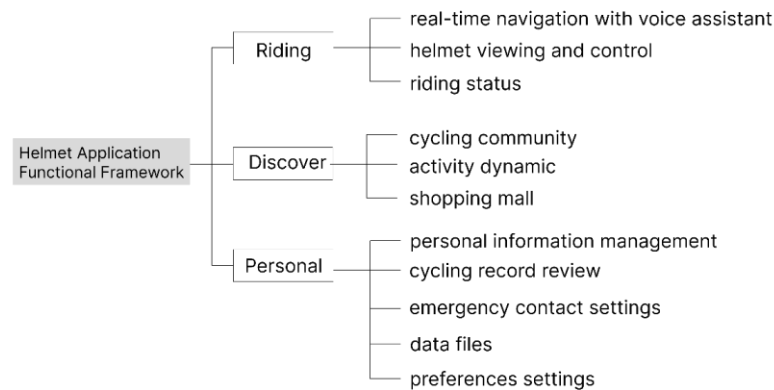 Helmet Application
Functional Framework
Riding
real-time navigation with voice assistant
helmet viewing and control
riding status
Discover
cycling community
activity dynamic
shopping mall
Personal
personal information management
cycling record review
emergency contact settings
data files
preferences settings